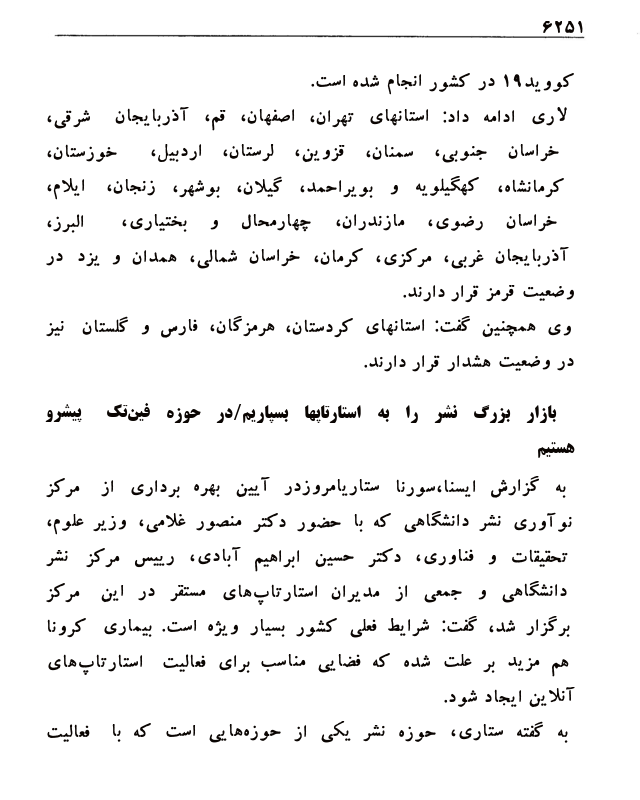 ۶۲۵۱
کووید۱۹ در کشور انجام شده است.
لاری ادامه داد: استانهای تهران، اصفهان، قم، آذربایجان شرقی،
خراسان جنوبی، سمنان، قزوین، لرستان، اردبیل، خوزستان،
کرمانشاه، کهگیلویه و بویراحمد، گیلان، بوشهر، زنجان، ایلام،
خراسان رضوی، مازندران، چهارمحال و بختیاری، البرز،
آذربایجان غربی، مرکزی، کرمان، خراسان شمالی، همدان و یزد در
وضعیت قرمز قرار دارند.
وی همچنین گفت: استانهای کردستان، هرمزگان، فارس و گلستان نیز
در وضعیت هشدار قرار دارند.
بازار بزرگ نشر را به استارتاپها بسپاریم/در حوزه فین‌تک پیشرو
هستیم
به گزارش ایسنا،سورنا ستاریامروزدر آیین بهره برداری از مرکز
نوآوری نشر دانشگاهی که با حضور دکتر منصور غلامی، وزیر علوم،
تحقیقات و فناوری، دکتر حسین ابراهیم آبادی، رییس مرکز نشر
دانشگاهی و جمعی از مدیران استارتاپ‌های مستقر در این مرکز
برگزار شد، گفت: شرایط فعلی کشور بسیار ویژه است. بیماری کرونا
هم مزید بر علت شده که فضایی مناسب برای فعالیت استارتاپ‌های
آنلاین ایجاد شود.
به گفته ستاری، حوزه نشر یکی از حوزه‌هایی است که با فعالیت